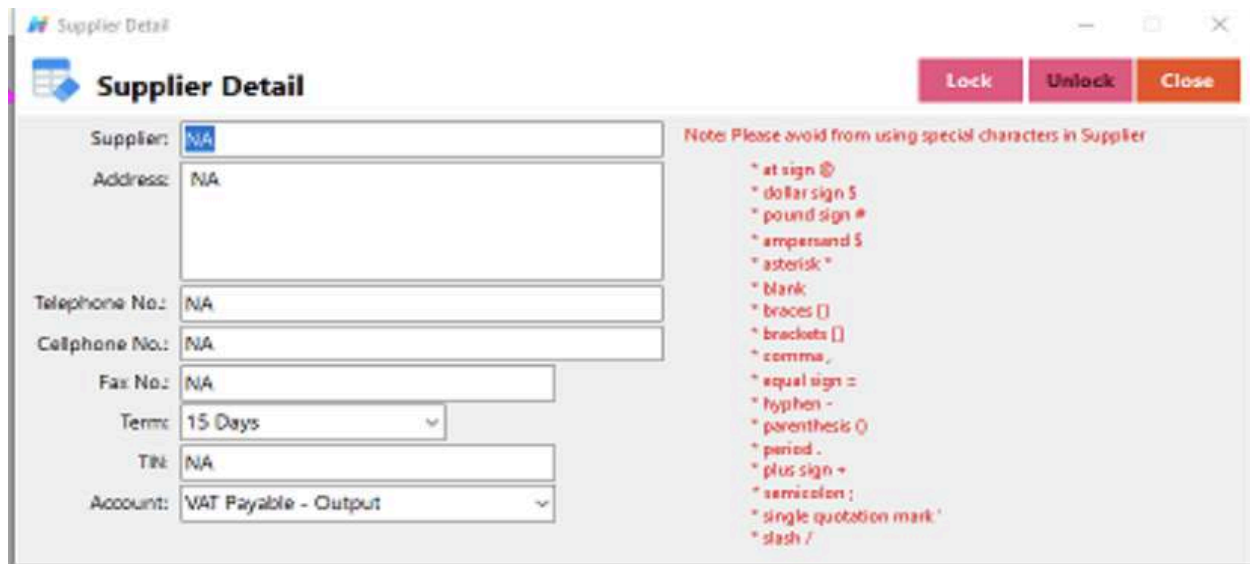 Supplier Detail
Supplier Detail
Lock Unlock Close
Supplier: NA
Address: NA
Telephone No.: NA
Cellphone No.: NA
Fax No.: NA
Term: 15 Days
TIN: NA
Account: VAT Payable - Output
Note: Please avoid from using special characters in Supplier
* at sign @
* dollar sign $
* pound sign #
* ampersand $
* asterisk *
* blank
* braces {}
* brackets []
* comma ,
* equal sign =
* hyphen -
* parenthesis ()
* period .
* plus sign +
* semicolon ;
* single quotation mark '
* slash /